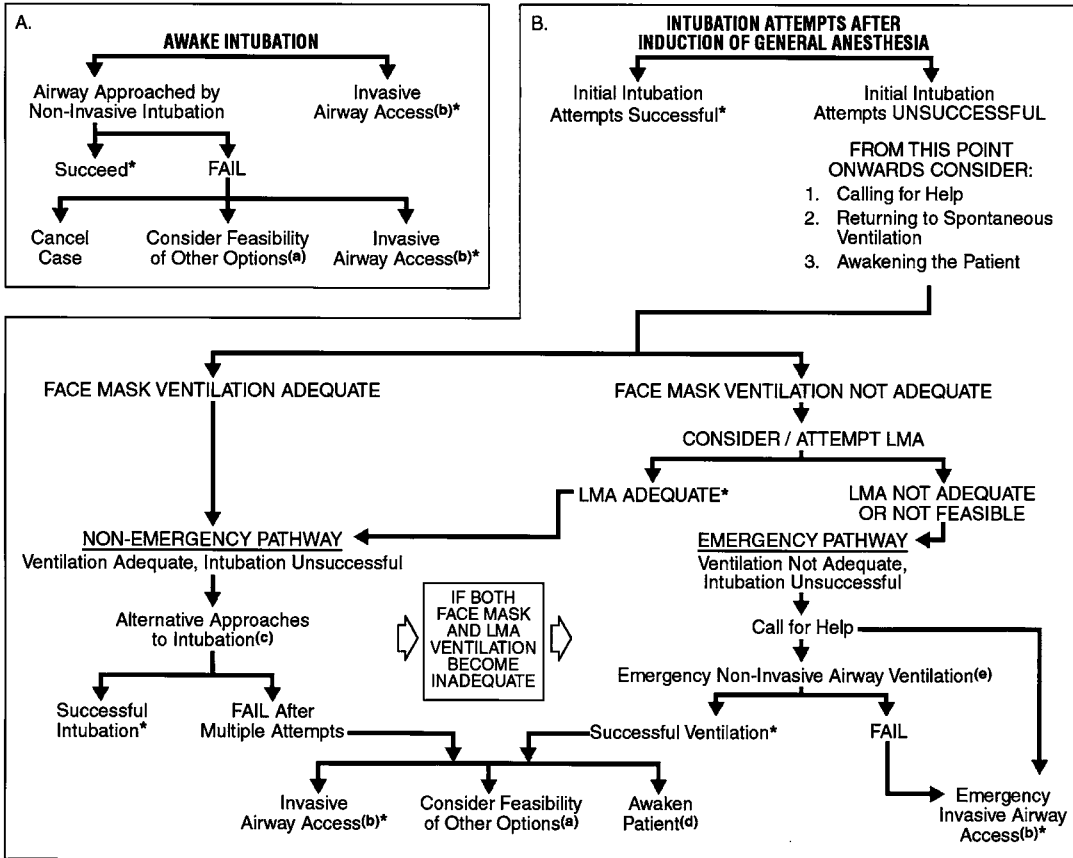 A.
AWAKE INTUBATION
Airway Approached by
Non-Invasive Intubation
Invasive
Airway Access(b)*
Succeed*
FAIL
Cancel
Case
Consider Feasibility
of Other Options(a)
Invasive
Airway Access(b)*
B.
INTUBATION ATTEMPTS AFTER
INDUCTION OF GENERAL ANESTHESIA
Initial Intubation
Attempts Successful*
Initial Intubation
Attempts UNSUCCESSFUL
FROM THIS POINT
ONWARDS CONSIDER:
1. Calling for Help
2. Returning to Spontaneous
Ventilation
3. Awakening the Patient
FACE MASK VENTILATION ADEQUATE
FACE MASK VENTILATION NOT ADEQUATE
CONSIDER / ATTEMPT LMA
LMA ADEQUATE*
LMA NOT ADEQUATE
OR NOT FEASIBLE
NON-EMERGENCY PATHWAY
Ventilation Adequate, Intubation Unsuccessful
EMERGENCY PATHWAY
Ventilation Not Adequate,
Intubation Unsuccessful
Alternative Approaches
to Intubation(c)
IF BOTH
FACE MASK
AND LMA
VENTILATION
BECOME
INADEQUATE
Call for Help
Emergency Non-Invasive Airway Ventilation(e)
Successful
Intubation*
FAIL After
Multiple Attempts
Successful Ventilation*
FAIL
Invasive
Airway Access(b)*
Consider Feasibility
of Other Options(a)
Awaken
Patient(d)
Emergency
Invasive Airway
Access(b)*